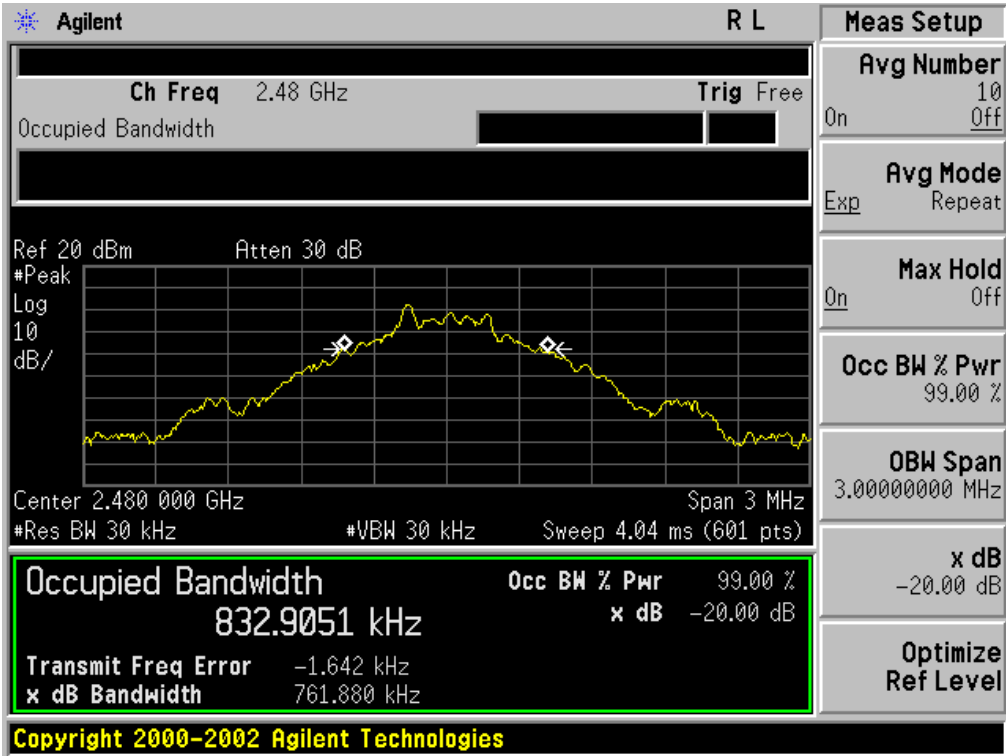 Agilent R L
Ch Freq 2.48 GHz Trig Free
Occupied Bandwidth
Ref 20 dBm Atten 30 dB
#Peak
Log
10
dB/
Center 2.480 000 GHz Span 3 MHz
#Res BW 30 kHz #VBW 30 kHz Sweep 4.04 ms (601 pts)
Occupied Bandwidth Occ BW % Pwr 99.00 %
832.9051 kHz x dB -20.00 dB
Transmit Freq Error -1.642 kHz
x dB Bandwidth 761.880 kHz
Copyright 2000-2002 Agilent Technologies
Meas Setup
Avg Number
10
On Off
Avg Mode
Exp Repeat
Max Hold
On Off
Occ BW % Pwr
99.00 %
OBW Span
3.00000000 MHz
x dB
-20.00 dB
Optimize
Ref Level